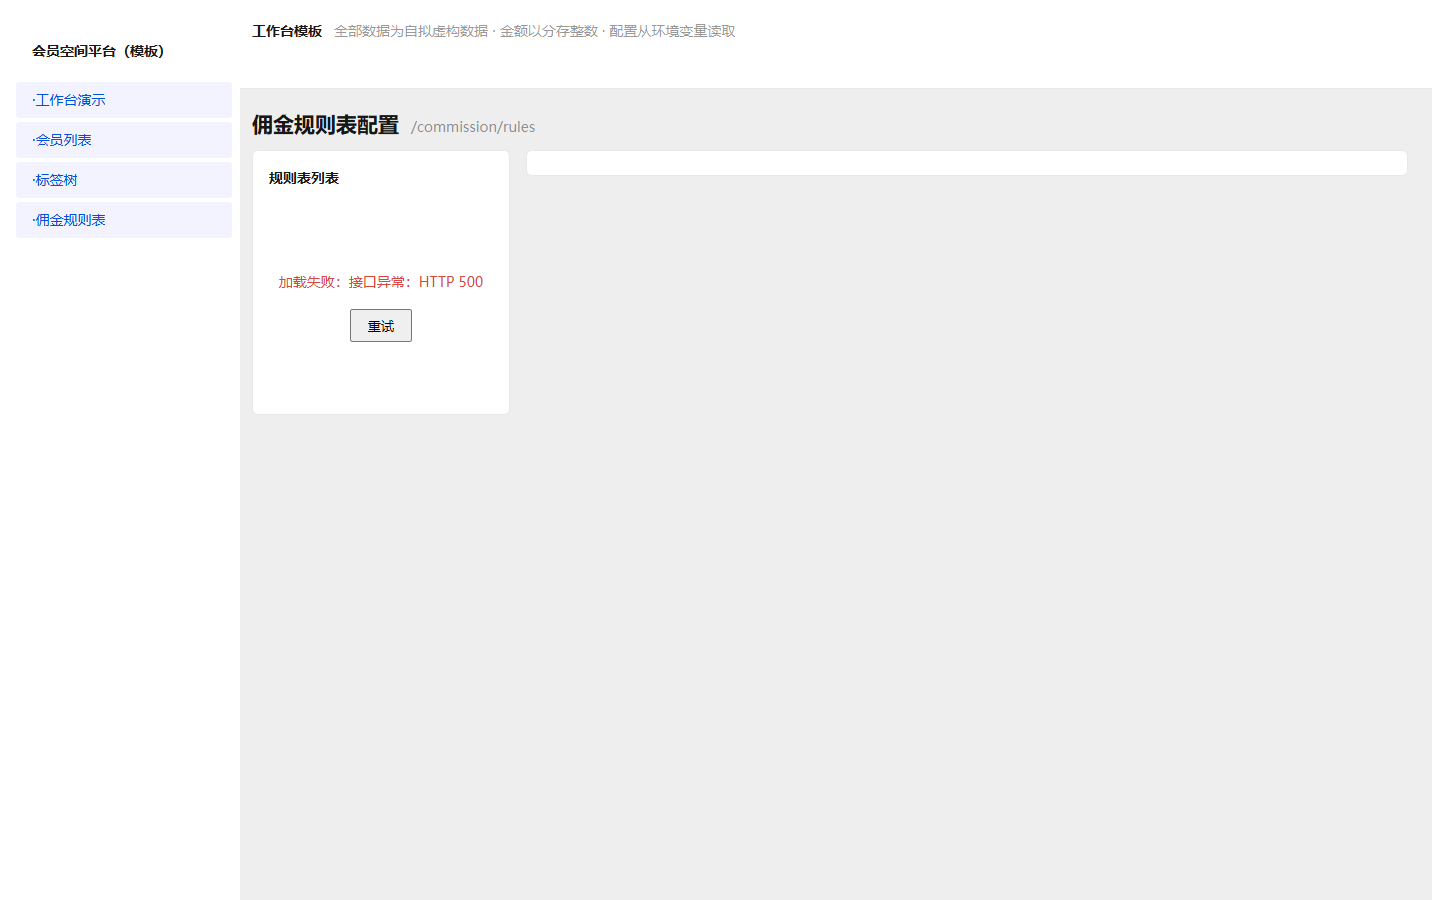 会员空间平台（模板）
·工作台演示
·会员列表
·标签树
·佣金规则表
工作台模板 全部数据为自拟虚构数据 · 金额以分存整数 · 配置从环境变量读取
佣金规则表配置 /commission/rules
规则表列表
加载失败：接口异常：HTTP 500
重试